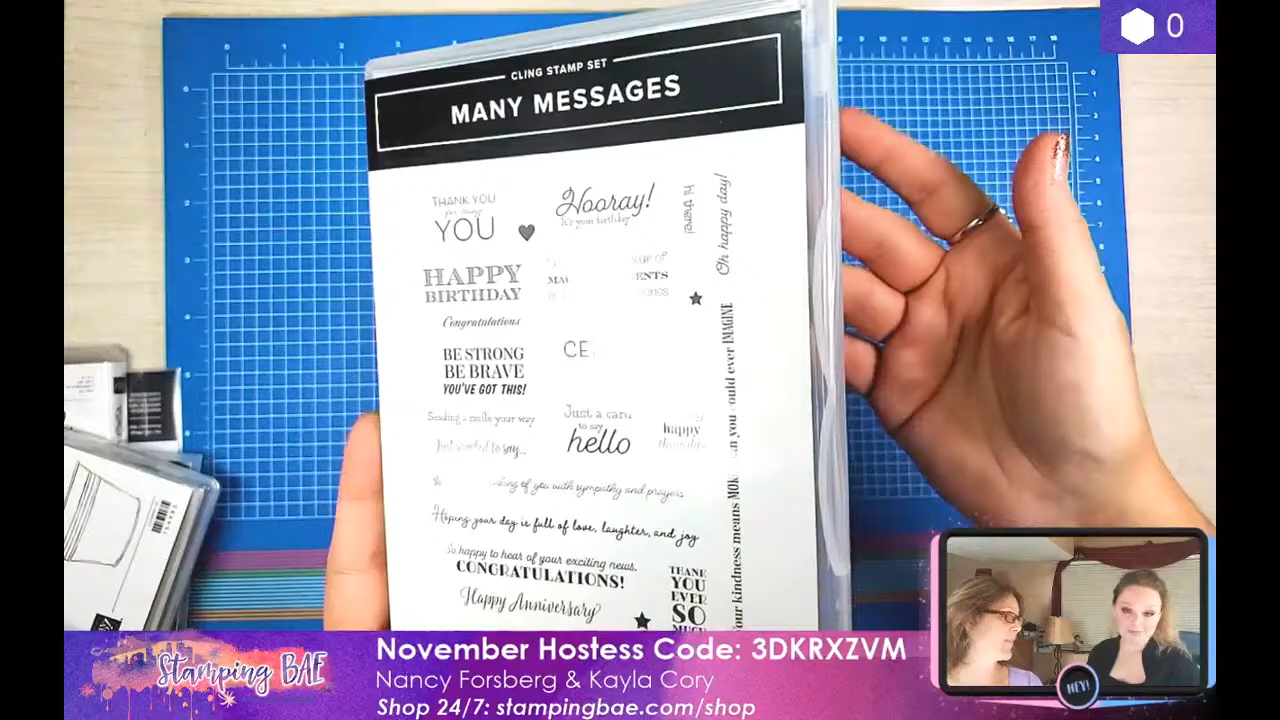 0
CLING STAMP SET
MANY MESSAGES
THANK YOU
for being
YOU
Hooray!
It's you birthday
hi there!
Oh happy day!
HAPPY
BIRTHDAY
Congratulations
BE STRONG
BE BRAVE
YOU'VE GOT THIS!
Sending a smile your way
Just wanted to say...
Just a card
to say
hello
happy
thoughts
you could ever IMAGINE
of you with sympathy and prayers
Hoping your day is full of love, laughter, and joy
So happy to hear of your exciting news.
CONGRATULATIONS!
Happy Anniversary
THANK
YOU
EVER
SO
MUCH
Your kindness means MORE
Stamping BAE
November Hostess Code: 3DKRXZVM
Nancy Forsberg & Kayla Cory
Shop 24/7: stampingbae.com/shop
HEY!